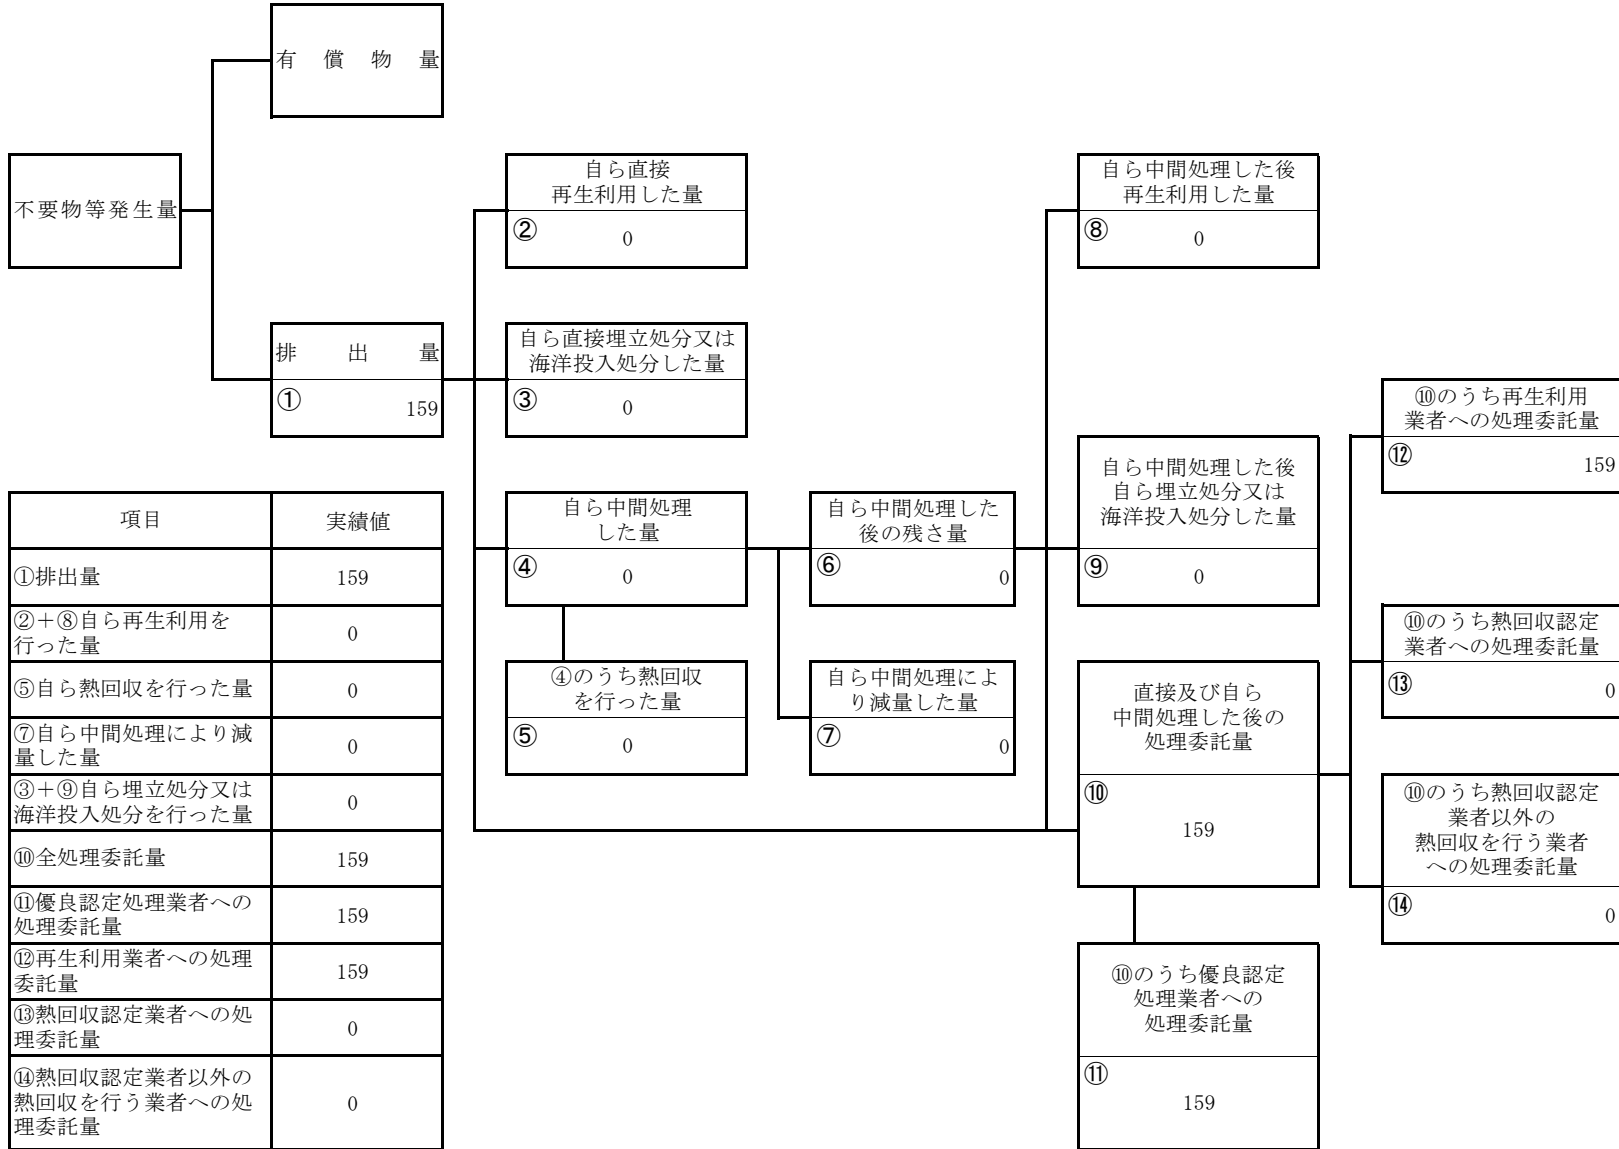 有償物量
不要物等発生量
排出量
① 159
自ら直接
再生利用した量
② 0
自ら直接埋立処分又は
海洋投入処分した量
③ 0
自ら中間処理
した量
④ 0
④のうち熱回収
を行った量
⑤ 0
自ら中間処理した
後の残さ量
⑥ 0
自ら中間処理によ
り減量した量
⑦ 0
自ら中間処理した後
再生利用した量
⑧ 0
自ら中間処理した後
自ら埋立処分又は
海洋投入処分した量
⑨ 0
直接及び自ら
中間処理した後の
処理委託量
⑩
159
⑩のうち優良認定
処理業者への
処理委託量
⑪
159
⑩のうち再生利用
業者への処理委託量
⑫ 159
⑩のうち熱回収認定
業者への処理委託量
⑬ 0
⑩のうち熱回収認定
業者以外の
熱回収を行う業者
への処理委託量
⑭ 0
項目 実績値
①排出量 159
②＋⑧自ら再生利用を
行った量 0
⑤自ら熱回収を行った量 0
⑦自ら中間処理により減
量した量 0
③＋⑨自ら埋立処分又は
海洋投入処分を行った量 0
⑩全処理委託量 159
⑪優良認定処理業者への
処理委託量 159
⑫再生利用業者への処理
委託量 159
⑬熱回収認定業者への処
理委託量 0
⑭熱回収認定業者以外の
熱回収を行う業者への処
理委託量 0